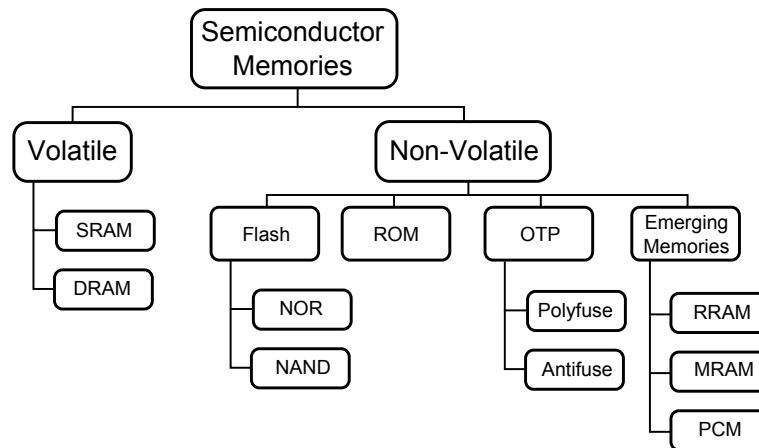 Semiconductor
Memories
Volatile
Non-Volatile
SRAM
DRAM
Flash
ROM
OTP
Emerging
Memories
NOR
NAND
Polyfuse
Antifuse
RRAM
MRAM
PCM